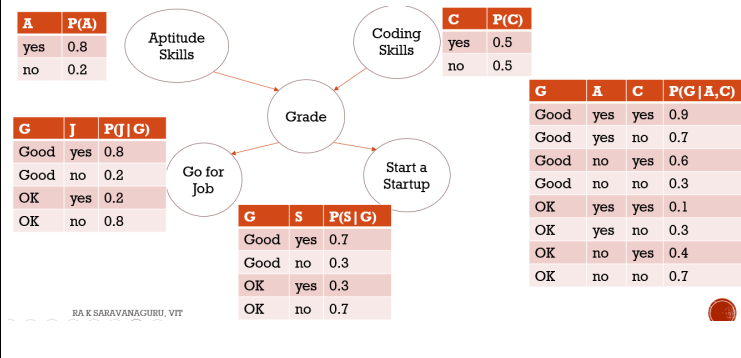 A P(A)
yes 0.8
no 0.2
Aptitude
Skills
Coding
Skills
C P(C)
yes 0.5
no 0.5
Grade
G A C P(G|A,C)
Good yes yes 0.9
Good yes no 0.7
Good no yes 0.6
Good no no 0.3
OK yes yes 0.1
OK yes no 0.3
OK no yes 0.4
OK no no 0.7
G J P(J|G)
Good yes 0.8
Good no 0.2
OK yes 0.2
OK no 0.8
Go for
Job
Start a
Startup
G S P(S|G)
Good yes 0.7
Good no 0.3
OK yes 0.3
OK no 0.7
RA K SARAVANAGURU, VIT